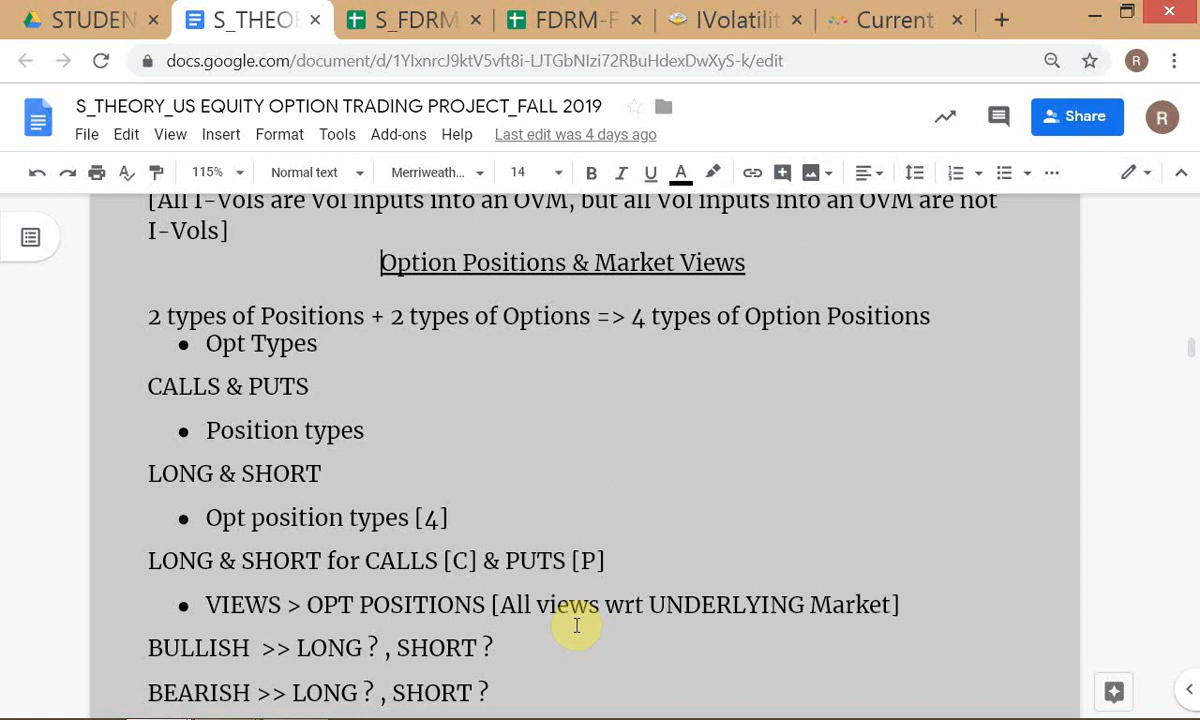 STUDEN
S_THEO
S_FDRM
FDRM-F
IVolatilit
Current
docs.google.com/document/d/1YIxnrcJ9ktV5vft8i-LJTGbNIzi72RBuHdexDwXyS-k/edit
R
S_THEORY_US EQUITY OPTION TRADING PROJECT_FALL 2019
File Edit View Insert Format Tools Add-ons Help Last edit was 4 days ago
Share
R
115% Normal text Merriweath... 14 B I U A
[All I-Vols are Vol inputs into an OVM, but all Vol inputs into an OVM are not
I-Vols]
Option Positions & Market Views
2 types of Positions + 2 types of Options => 4 types of Option Positions
● Opt Types
CALLS & PUTS
● Position types
LONG & SHORT
● Opt position types [4]
LONG & SHORT for CALLS [C] & PUTS [P]
● VIEWS > OPT POSITIONS [All views wrt UNDERLYING Market]
BULLISH >> LONG ? , SHORT ?
BEARISH >> LONG ? , SHORT ?